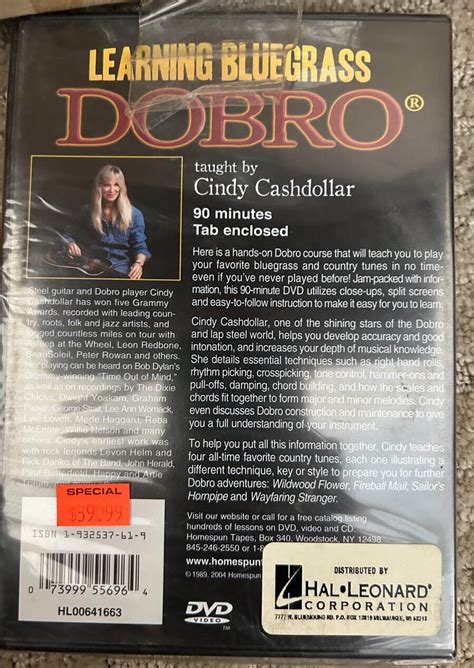 LEARNING BLUEGRASS
DOBRO®
taught by
Cindy Cashdollar
90 minutes
Tab enclosed
Here is a hands-on Dobro course that will teach you to play
your favorite bluegrass and country tunes in no time-
even if you've never played before! Jam-packed with infor-
mation, this 90-minute DVD utilizes close-ups, split screens
and easy-to-follow instruction to make it easy for you to learn.
Cindy Cashdollar, one of the shining stars of the Dobro
and lap steel world, helps you develop accuracy and good
intonation, and increases your depth of musical knowledge.
She details essential techniques such as right-hand rolls,
rhythm picking, crosspicking, tone control, hammer-ons and
pull-offs, damping, chord building, and how the scales and
chords fit together to form major and minor melodies. Cindy
even discusses Dobro construction and maintenance to give
you a full understanding of your instrument.
To help you put all this information together, Cindy teaches
four all-time favorite country tunes, each one illustrating a
different technique, key or style to prepare you for further
Dobro adventures: Wildwood Flower, Fireball Mail, Sailor's
Hornpipe and Wayfaring Stranger.
Visit our website or call for a free catalog listing
hundreds of lessons on DVD, video and CD.
Homespun Tapes, Box 340, Woodstock, NY 12498
845-246-2550 or 1-
www.homespun
© 1989, 2004 Homespun
Steel guitar and Dobro player Cindy
Cashdollar has won five Grammy
Awards, recorded with leading coun-
try, roots, folk and jazz artists, and
logged countless miles on tour with
Asleep at the Wheel, Leon Redbone,
BeauSoleil, Peter Rowan and others.
Her playing can be heard on Bob Dylan's
Grammy-winning "Time Out of Mind,"
as well as on recordings by The Dixie
Chicks, Dwight Yoakam, Graham
Parker, George Strait, Lee Ann Womack,
Lyle Lovett, Merle Haggard, Reba
McEntire, Willie Nelson and many
others. Cindy's earliest work was
with rock legends Levon Helm and
Rick Danko of The Band, John Herald,
Paul Butterfield, Happy and Artie
SPECIAL
$39.99
ISBN 1-932537-61-9
0 73999 55696 4
HL00641663
DVD
VIDEO
TM
DISTRIBUTED BY
HAL•LEONARD®
CORPORATION
7777 W. BLUEMOUND RD. P.O. BOX 13819 MILWAUKEE, WI 53213